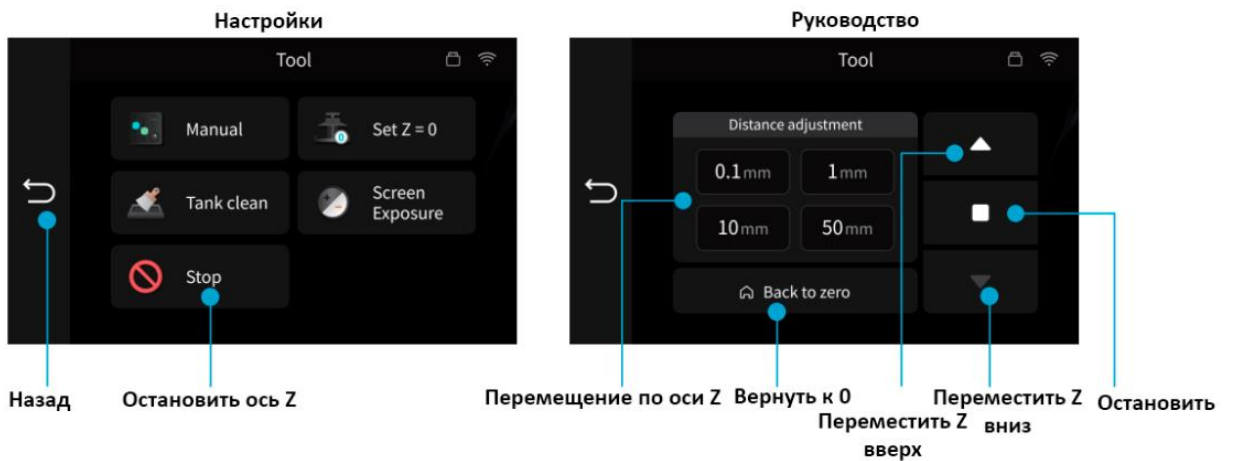 Настройки
Tool
Manual
Set Z = 0
Tank clean
Screen
Exposure
Stop
Назад
Остановить ось Z
Руководство
Tool
Distance adjustment
0.1mm
1mm
10mm
50mm
Back to zero
Перемещение по оси Z
Вернуть к 0
Переместить Z
вверх
Переместить Z
вниз
Остановить